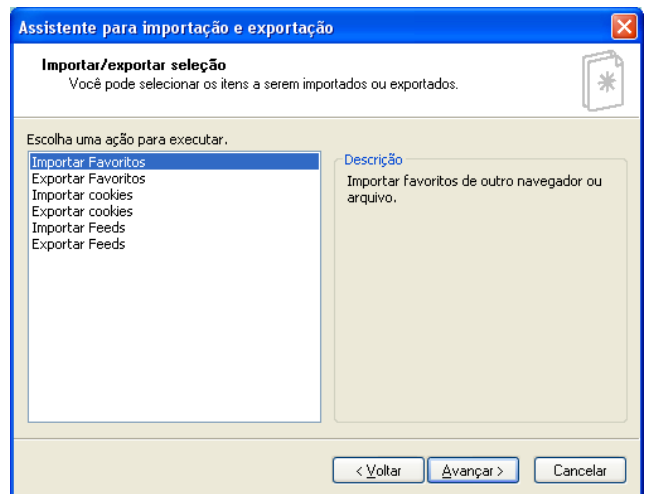 Assistente para importação e exportação
Importar/exportar seleção
Você pode selecionar os itens a serem importados ou exportados.
Escolha uma ação para executar.
Importar Favoritos
Exportar Favoritos
Importar cookies
Exportar cookies
Importar Feeds
Exportar Feeds
Descrição
Importar favoritos de outro navegador ou
arquivo.
< Voltar
Avançar >
Cancelar